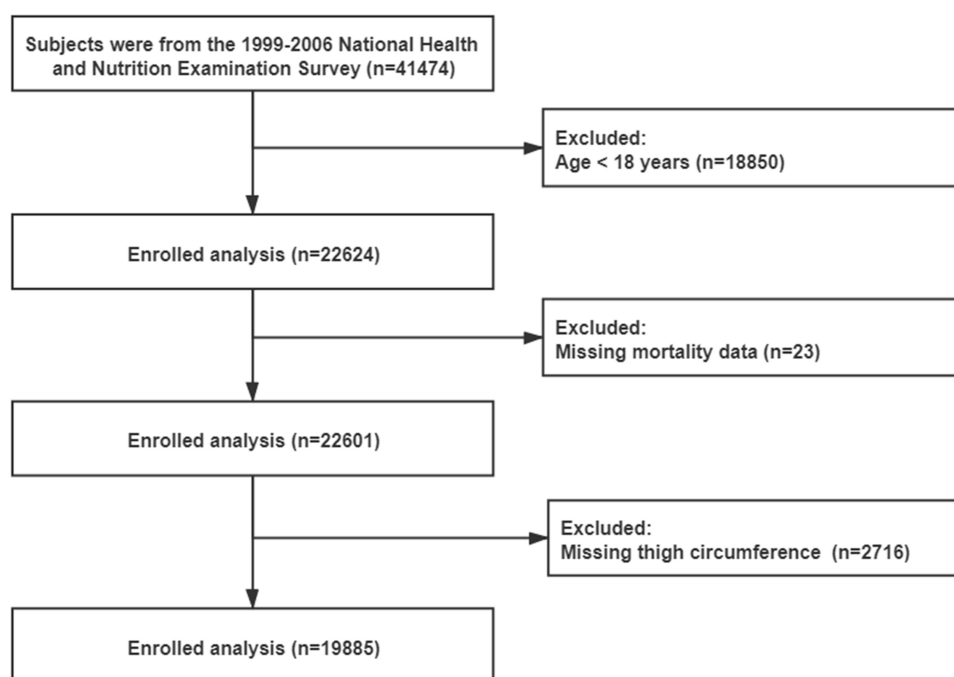 Subjects were from the 1999-2006 National Health
and Nutrition Examination Survey (n=41474)
Excluded:
Age < 18 years (n=18850)
Enrolled analysis (n=22624)
Excluded:
Missing mortality data (n=23)
Enrolled analysis (n=22601)
Excluded:
Missing thigh circumference  (n=2716)
Enrolled analysis (n=19885)